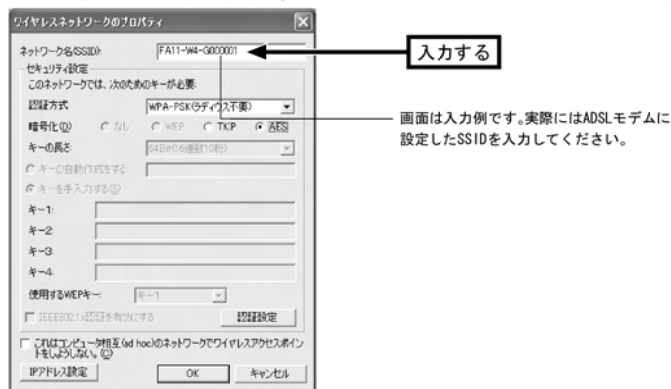 ワイヤレスネットワークのプロパティ
ネットワーク名(SSID): FA11-W4-G000001
入力する
セキュリティ設定
このネットワークでは、次のためのキーが必要:
認証方式 WPA-PSK(ラディウス不要)
暗号化(D) なし WEP TKIP AES
画面は入力例です。実際にはADSLモデムに
設定したSSIDを入力してください。
キーの長さ 64Bit(16進数10桁)
キーの自動作成をする
キーを手入力する(S)
キー1:
キー2:
キー3:
キー4:
使用するWEPキー: キー1
IEEE802.1x認証を有効にする 認証設定
これはコンピュータ相互(ad hoc)のネットワークでワイヤレスアクセスポイン
トをしようしない。(C)
IPアドレス設定 OK キャンセル